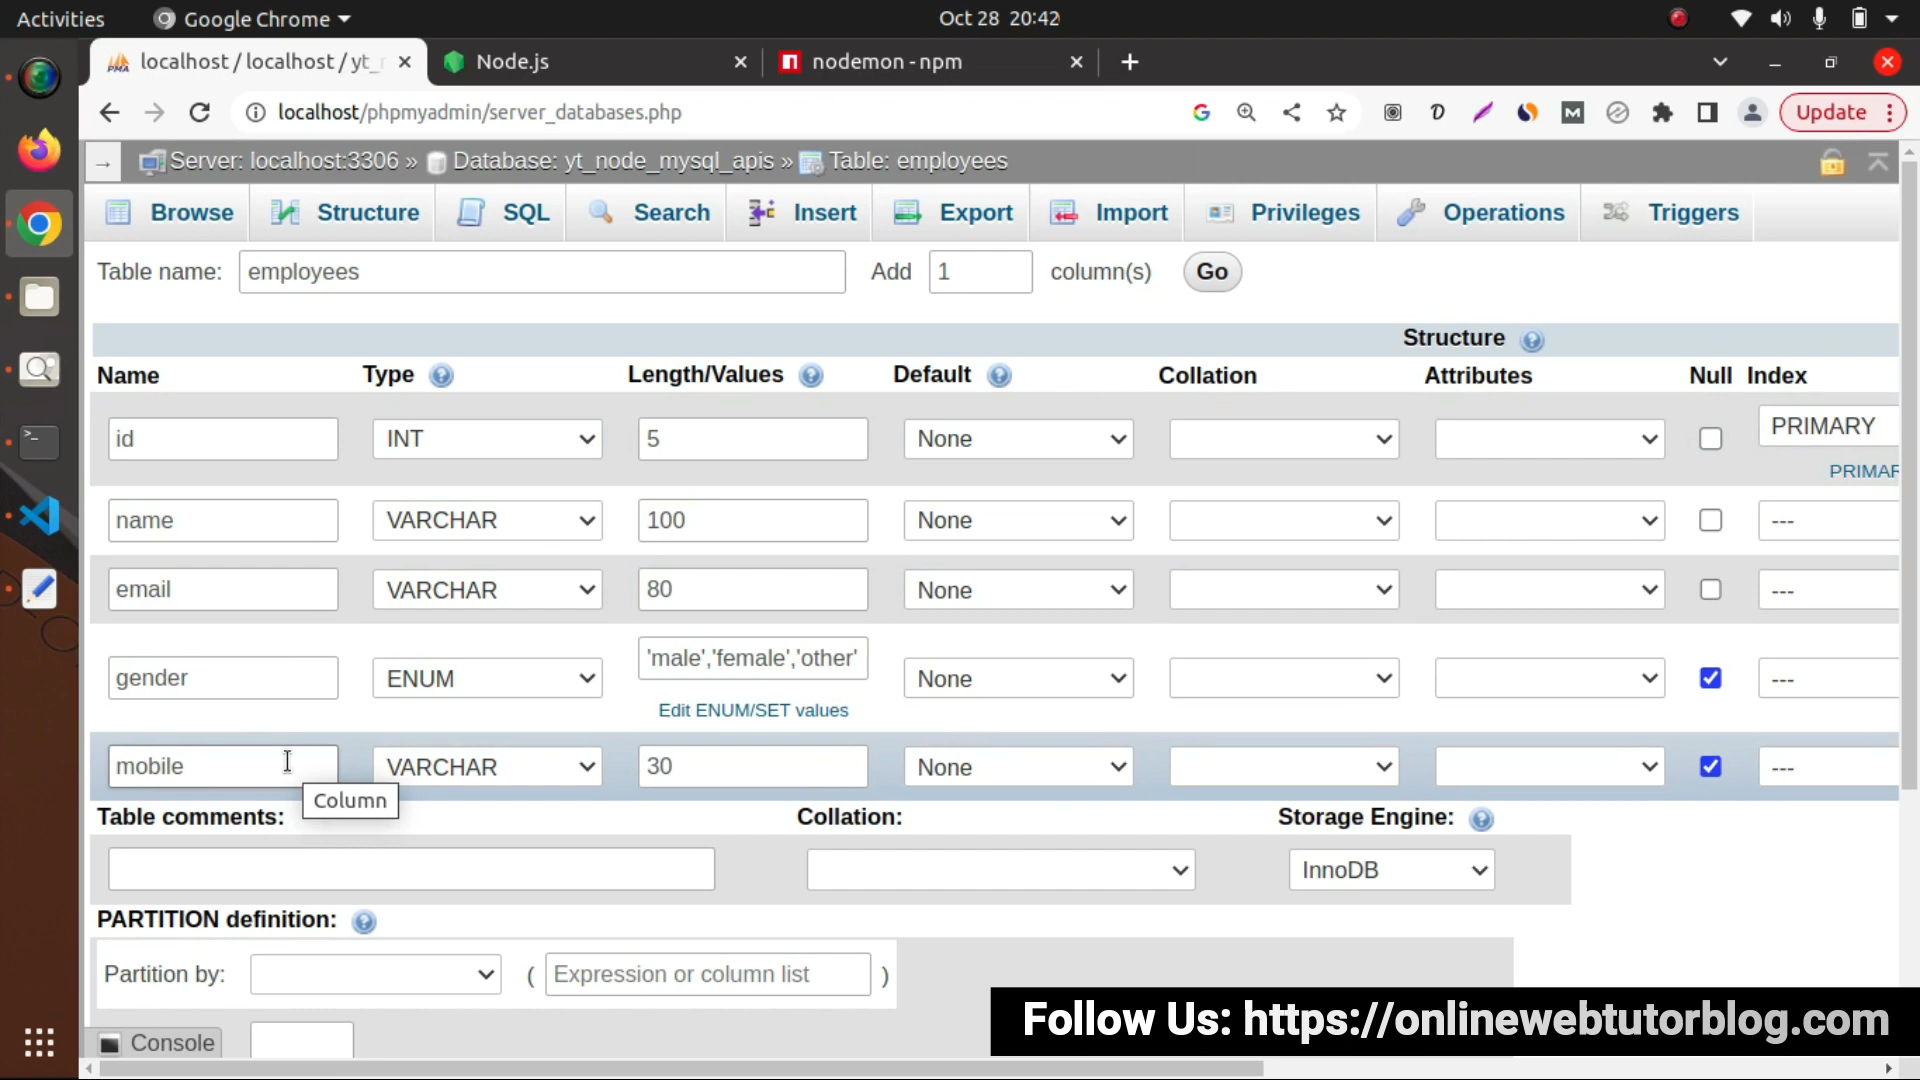 Activities Google Chrome Oct 28 20:42
localhost / localhost / yt_ Node.js nodemon - npm
localhost/phpmyadmin/server_databases.php Update
Server: localhost:3306 » Database: yt_node_mysql_apis » Table: employees
Browse Structure SQL Search Insert Export Import Privileges Operations Triggers
Table name: employees Add 1 column(s) Go
Structure
Name Type Length/Values Default Collation Attributes Null Index
id INT 5 None PRIMARY
PRIMAR
name VARCHAR 100 None ---
email VARCHAR 80 None ---
gender ENUM 'male','female','other' None ---
Edit ENUM/SET values
mobile VARCHAR 30 None ---
Column
Table comments: Collation: Storage Engine:
InnoDB
PARTITION definition:
Partition by: ( Expression or column list )
Console
Follow Us: https://onlinewebtutorblog.com